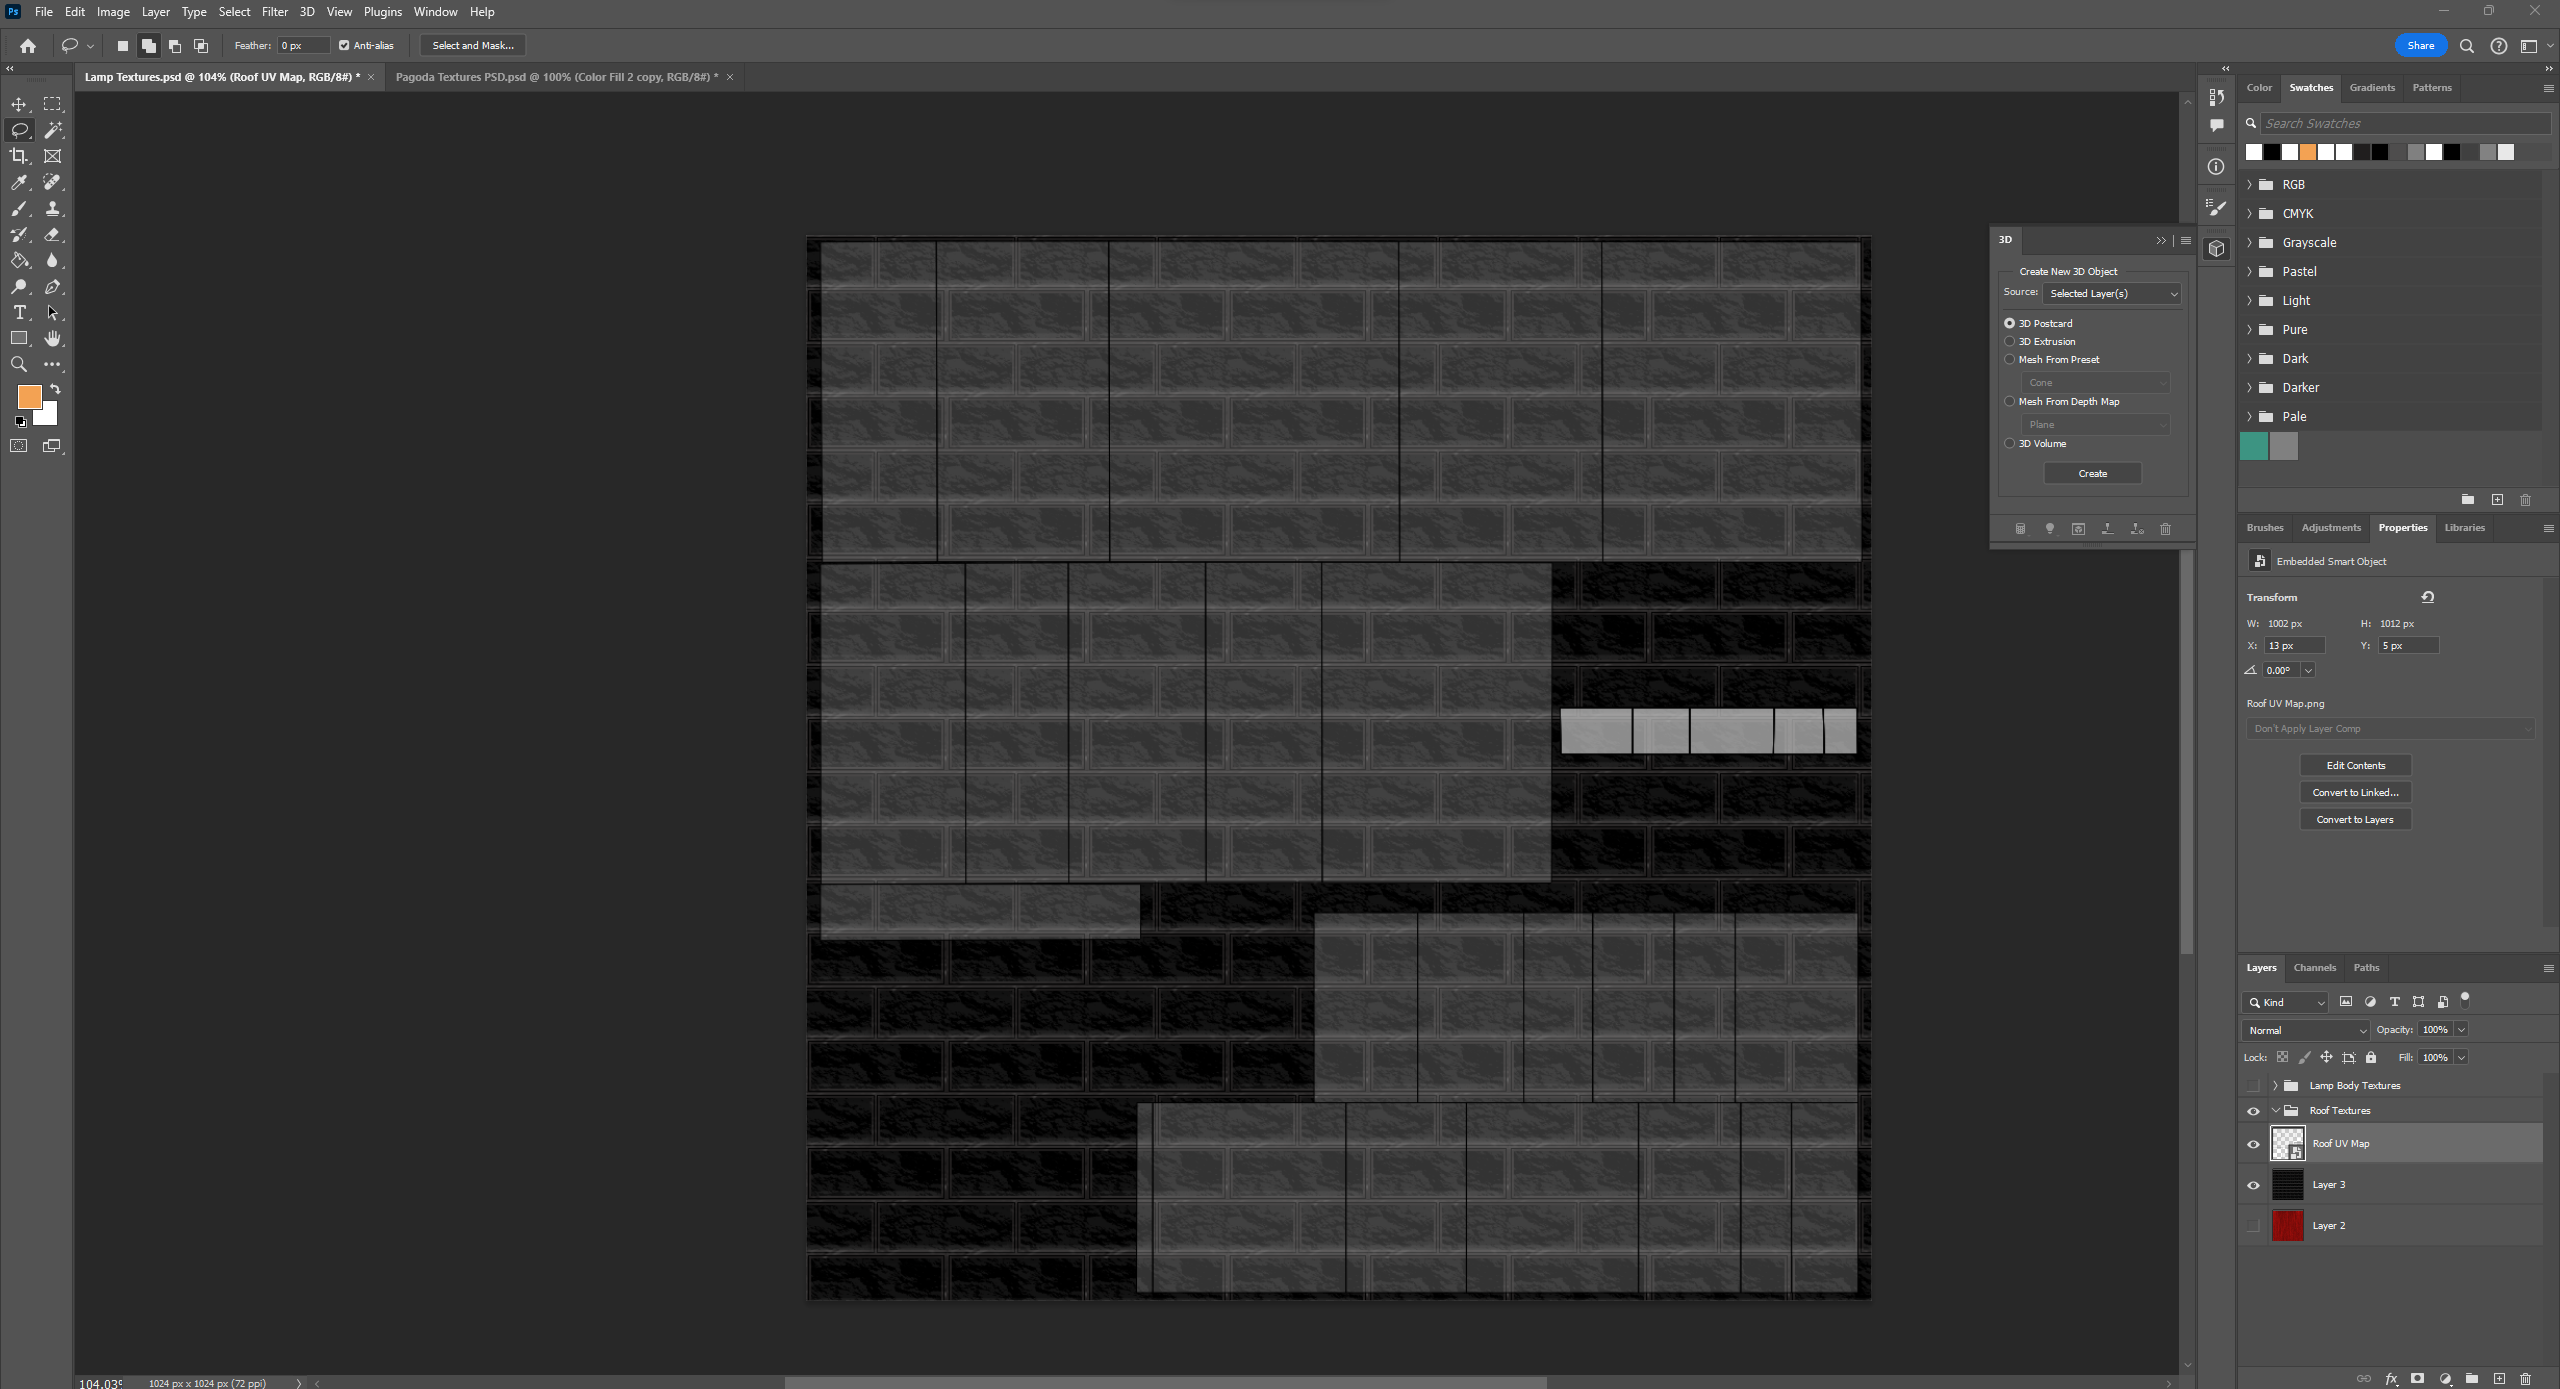 Ps File Edit Image Layer Type Select Filter 3D View Plugins Window Help
Feather: 0 px Anti-alias Select and Mask... Share
Lamp Textures.psd @ 104% (Roof UV Map, RGB/8#) * × Pagoda Textures PSD.psd @ 100% (Color Fill 2 copy, RGB/8#) * ×
Color Swatches Gradients Patterns
Search Swatches
RGB
CMYK
Grayscale
Pastel
Light
Pure
Dark
Darker
Pale
3D
Create New 3D Object
Source: Selected Layer(s)
3D Postcard
3D Extrusion
Mesh From Preset
Cone
Mesh From Depth Map
Plane
3D Volume
Create
Brushes Adjustments Properties Libraries
Embedded Smart Object
Transform
W: 1002 px H: 1012 px
X: 13 px Y: 5 px
0.00°
Roof UV Map.png
Don't Apply Layer Comp
Edit Contents
Convert to Linked...
Convert to Layers
Layers Channels Paths
Kind
Normal Opacity: 100%
Lock: Fill: 100%
Lamp Body Textures
Roof Textures
Roof UV Map
Layer 3
Layer 2
fx
104.03% 1024 px x 1024 px (72 ppi)